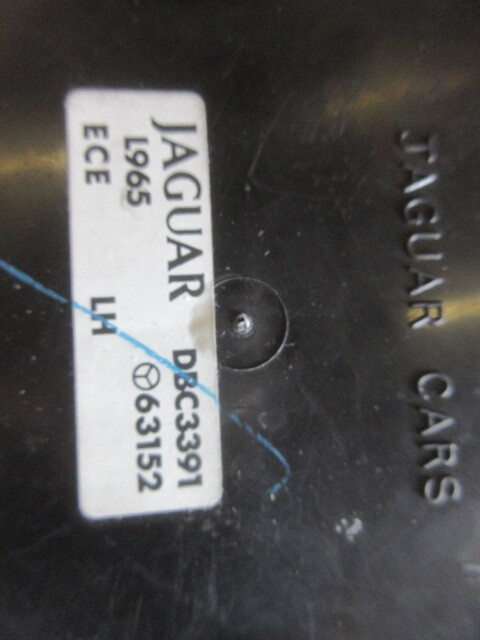 JAGUAR DBC3391
L965 63152
ECE LH
JAGUAR CARS